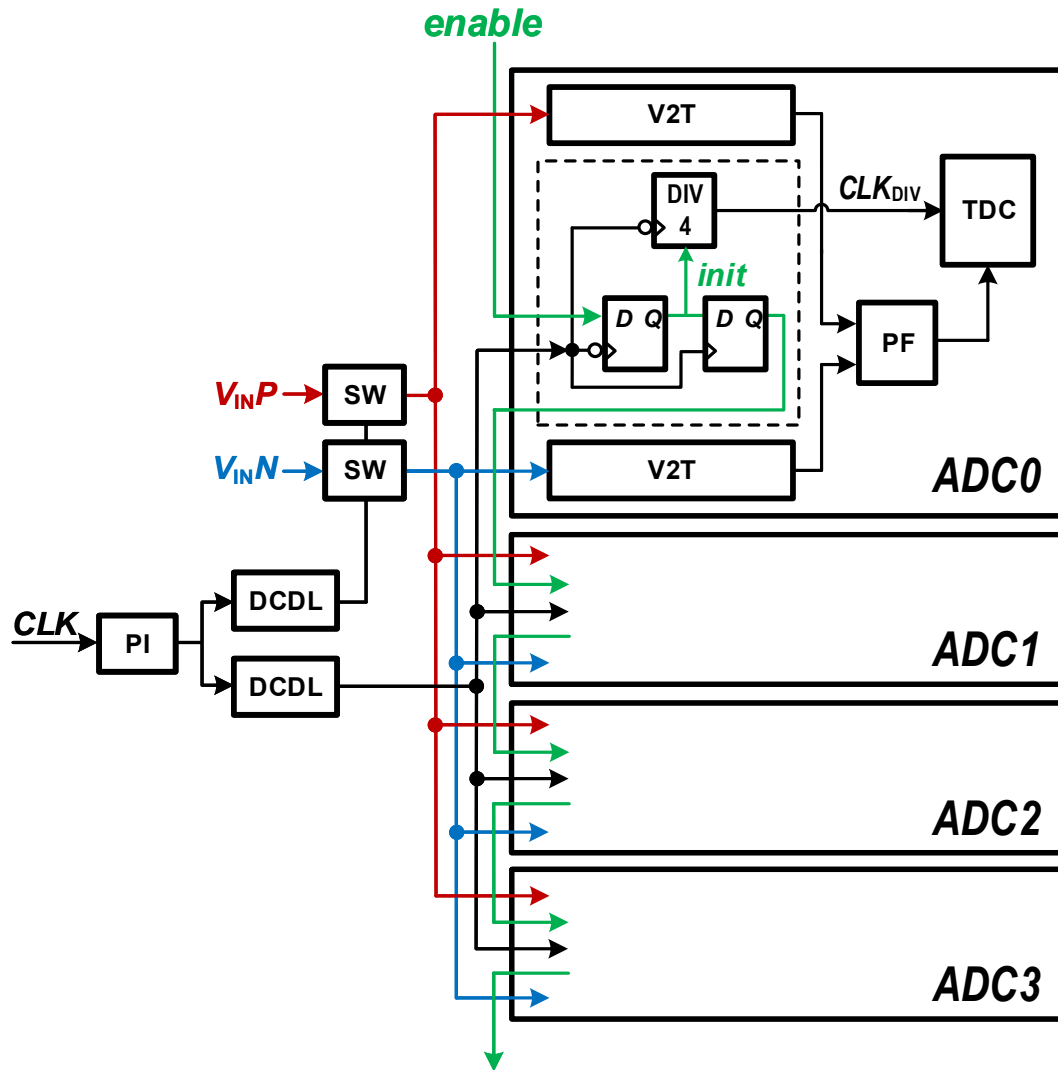 enable
V2T
DIV
4
CLKDIV
TDC
init
D Q
D Q
PF
VINP
SW
VINN
SW
V2T
ADC0
CLK
PI
DCDL
DCDL
ADC1
ADC2
ADC3